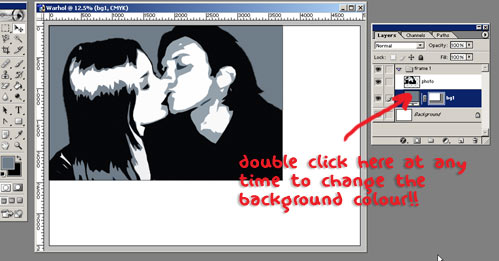 Warhol @ 12.5% (bg1, CMYK)
Layers
Channels
Paths
Normal
Opacity: 100%
Lock:
Fill: 100%
frame 1
photo
bg1
Background
double click here at any
time to change the
background colour!!